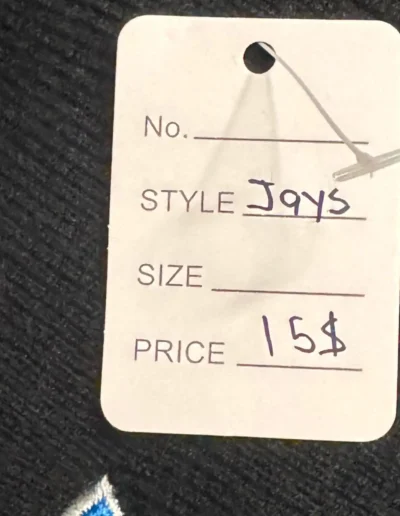 No.
STYLE Jays
SIZE
PRICE 15$